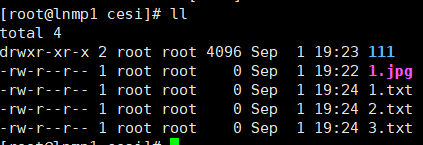 [root@lnmp1 cesi]# ll
total 4
drwxr-xr-x 2 root root 4096 Sep  1 19:23 111
-rw-r--r-- 1 root root    0 Sep  1 19:22 1.jpg
-rw-r--r-- 1 root root    0 Sep  1 19:24 1.txt
-rw-r--r-- 1 root root    0 Sep  1 19:24 2.txt
-rw-r--r-- 1 root root    0 Sep  1 19:24 3.txt
[root@lnmp1 cesi]#